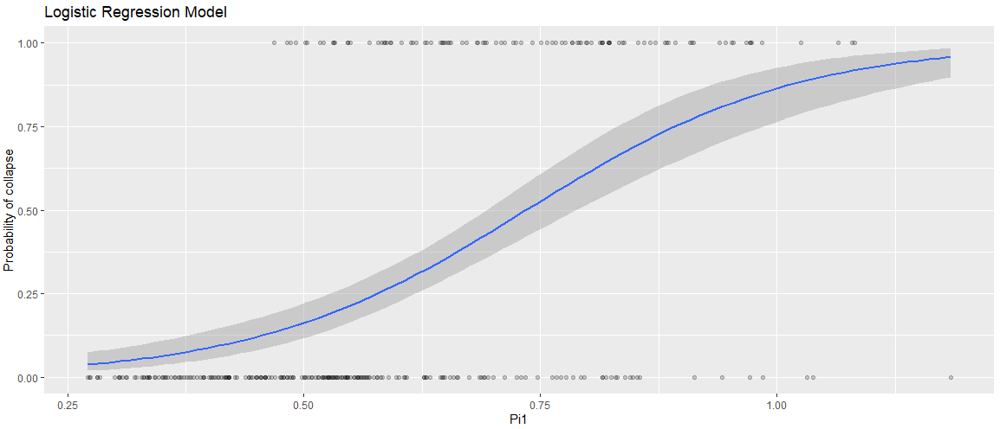 Logistic Regression Model
1.00
0.75
0.50
0.25
0.00
Probability of collapse
0.25 0.50 0.75 1.00
Pi1